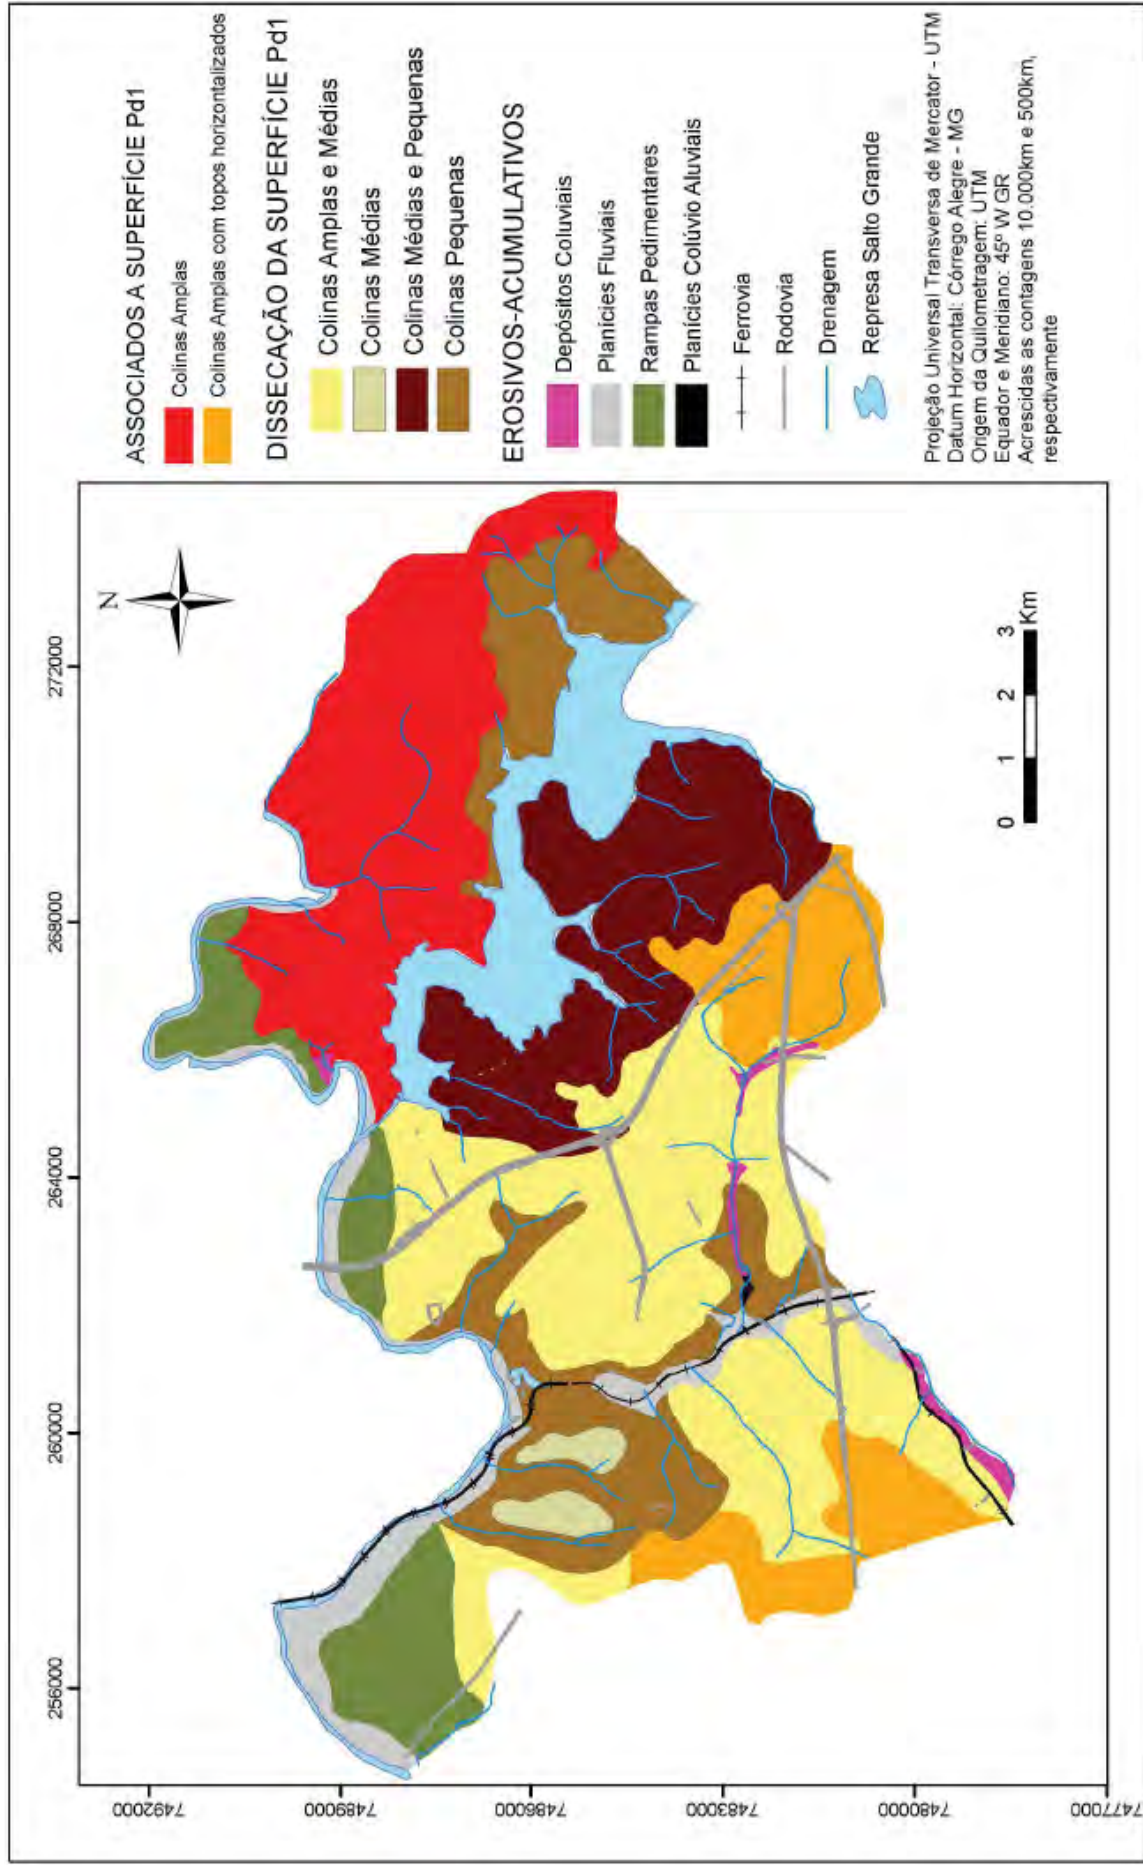 ASSOCIADOS A SUPERFÍCIE Pd1
Colinas Amplas
Colinas Amplas com topos horizontalizados
DISSECAÇÃO DA SUPERFÍCIE Pd1
Colinas Amplas e Médias
Colinas Médias
Colinas Médias e Pequenas
Colinas Pequenas
EROSIVOS-ACUMULATIVOS
Depósitos Coluviais
Planícies Fluviais
Rampas Pedimentares
Planícies Colúvio Aluviais
Ferrovia
Rodovia
Drenagem
Represa Salto Grande
Projeção Universal Transversa de Mercator - UTM
Datum Horizontal: Córrego Alegre - MG
Origem da Quilometragem: UTM
Equador e Meridiano: 45º W GR
Acrescidas as contagens 10.000km e 500km,
respectivamente
N
256000
260000
264000
268000
272000
7492000
7489000
7486000
7483000
7480000
7477000
0 1 2 3 Km